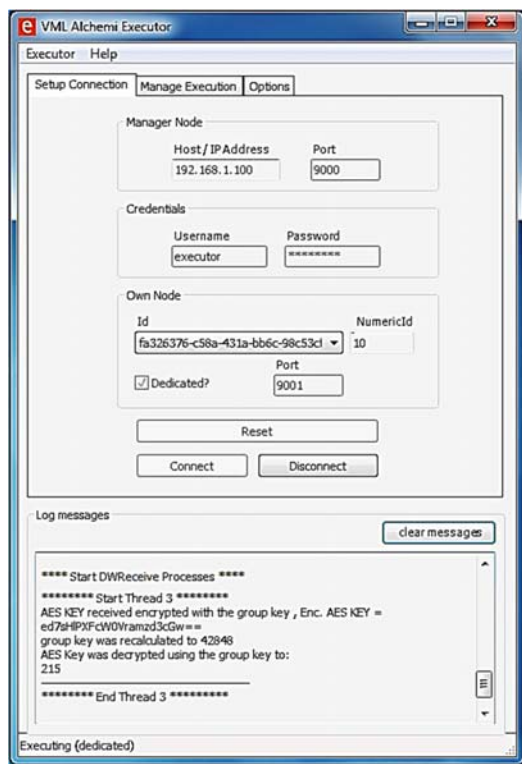 e VML Alchemi Executor
Executor Help
Setup Connection Manage Execution Options
Manager Node
Host/IPAddress Port
192.168.1.100 9000
Credentials
Username Password
executor ********
Own Node
Id NumericId
fa326376-c58a-431a-bb6c-98c53cl 10
Dedicated? Port
9001
Reset
Connect Disconnect
Log messages
clear messages
**** Start DWReceive Processes ****
******** Start Thread 3 *********
AES KEY received encrypted with the group key , Enc. AES KEY =
ed7sHlPXFcW0Vramzd3cGw==
group key was recalculated to 42848
AES Key was decrypted using the group key to:
215
******** End Thread 3 *********
Executing (dedicated)